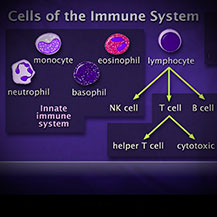 Cells of the Immune System
monocyte
eosinophil
lymphocyte
neutrophil
basophil
Innate
immune
system
NK cell
T cell
B cell
helper T cell
cytotoxic